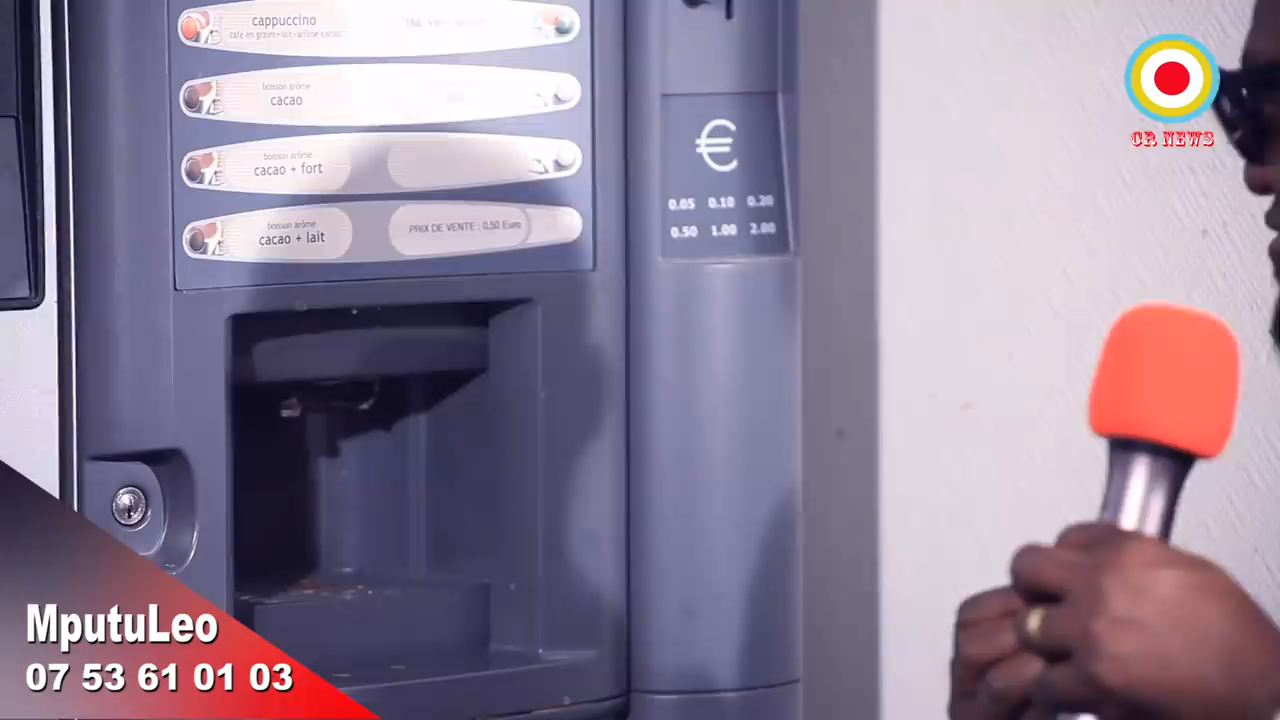 cappuccino
café en grains•lait•arôme cacao
boisson arôme
cacao
boisson arôme
cacao + fort
boisson arôme
cacao + lait
PRIX DE VENTE : 0,50 Euro
€
0.05 0.10 0.20
0.50 1.00 2.00
CR NEWS
MputuLeo
07 53 61 01 03